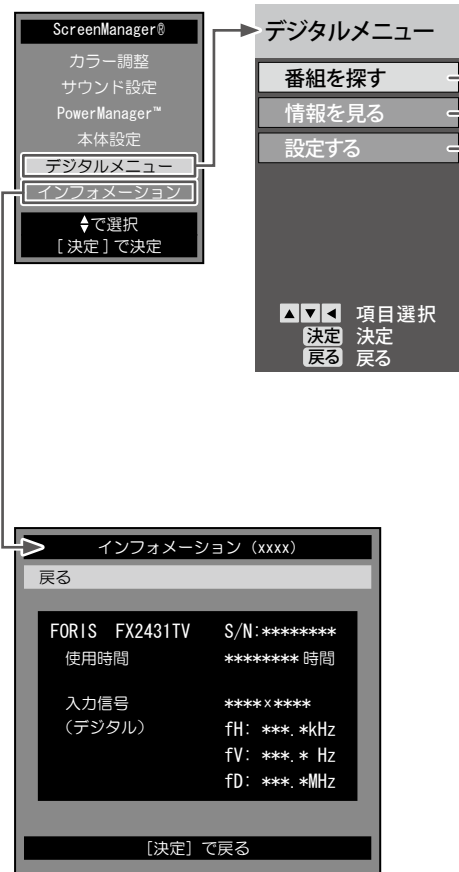 ScreenManager®
カラー調整
サウンド設定
PowerManager™
本体設定
デジタルメニュー
インフォメーション
で選択
[決定]で決定
デジタルメニュー
番組を探す
情報を見る
設定する
▲▼◀ 項目選択
決定 決定
戻る 戻る
インフォメーション（xxxx）
戻る
FORIS FX2431TV S/N:********
使用時間 ******** 時間
入力信号 ****×****
（デジタル） fH: ***.*kHz
fV: ***.* Hz
fD: ***.*MHz
[決定] で戻る